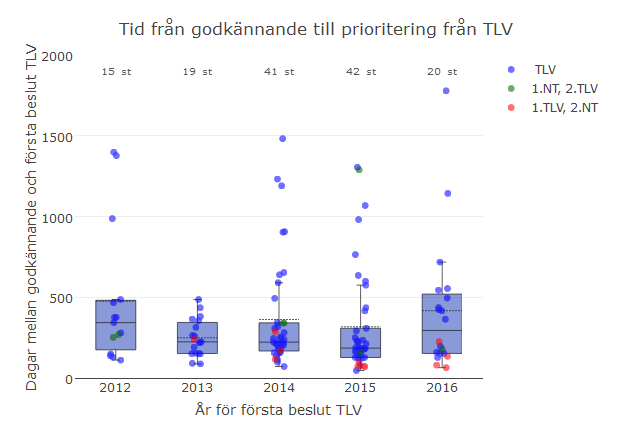 Tid från godkännande till prioritering från TLV
Dagar mellan godkännande och första beslut TLV
2000
1500
1000
500
0
15 st
19 st
41 st
42 st
20 st
TLV
1.NT, 2.TLV
1.TLV, 2.NT
2012
2013
2014
2015
2016
År för första beslut TLV